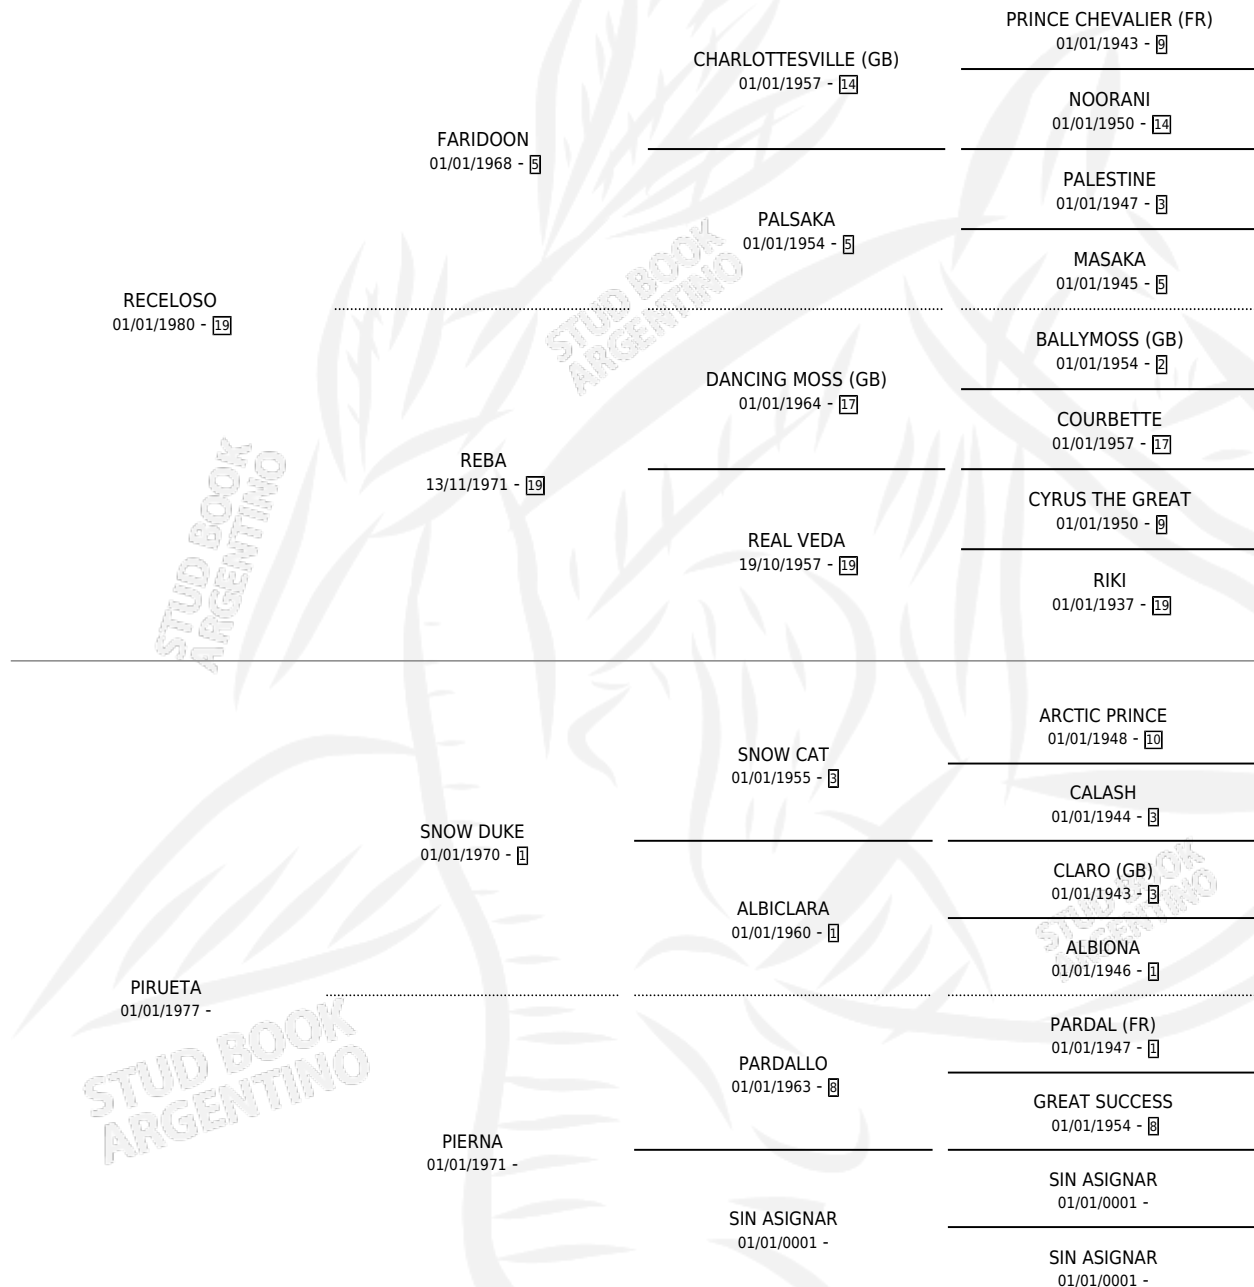 RECELOSO
01/01/1980 - 19
FARIDOON
01/01/1968 - 5
CHARLOTTESVILLE (GB)
01/01/1957 - 14
PRINCE CHEVALIER (FR)
01/01/1943 - 9
NOORANI
01/01/1950 - 14
PALSAKA
01/01/1954 - 5
PALESTINE
01/01/1947 - 3
MASAKA
01/01/1945 - 5
REBA
13/11/1971 - 19
DANCING MOSS (GB)
01/01/1964 - 17
BALLYMOSS (GB)
01/01/1954 - 2
COURBETTE
01/01/1957 - 17
REAL VEDA
19/10/1957 - 19
CYRUS THE GREAT
01/01/1950 - 9
RIKI
01/01/1937 - 19
PIRUETA
01/01/1977 -
SNOW DUKE
01/01/1970 - 1
SNOW CAT
01/01/1955 - 3
ARCTIC PRINCE
01/01/1948 - 10
CALASH
01/01/1944 - 3
ALBICLARA
01/01/1960 - 1
CLARO (GB)
01/01/1943 - 3
ALBIONA
01/01/1946 - 1
PIERNA
01/01/1971 -
PARDALLO
01/01/1963 - 8
PARDAL (FR)
01/01/1947 - 1
GREAT SUCCESS
01/01/1954 - 8
SIN ASIGNAR
01/01/0001 -
SIN ASIGNAR
01/01/0001 -
SIN ASIGNAR
01/01/0001 -
STUD BOOK
ARGENTINO
STUD BOOK
ARGENTINO
STUD BOOK
ARGENTINO
STUD BOOK
ARGENTINO